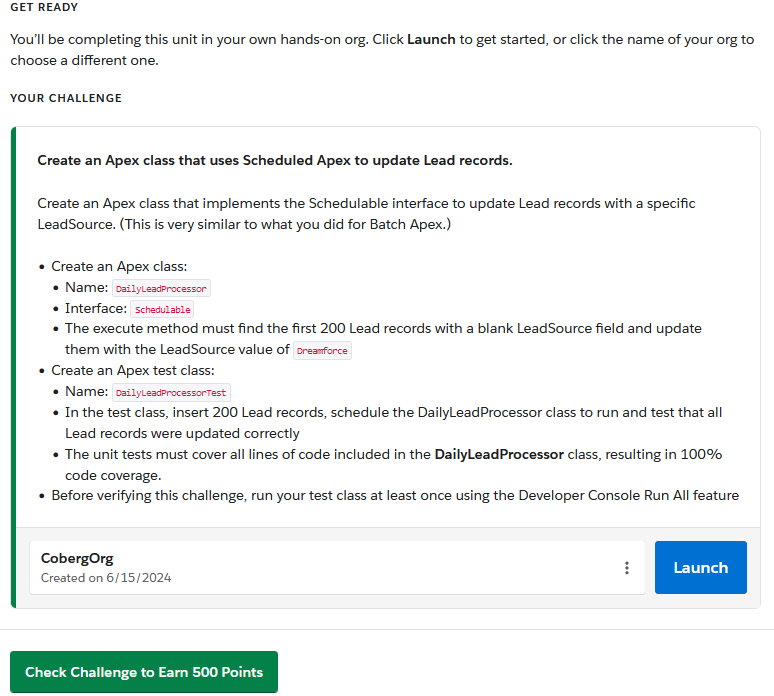 GET READY
You'll be completing this unit in your own hands-on org. Click Launch to get started, or click the name of your org to
choose a different one.
YOUR CHALLENGE
Create an Apex class that uses Scheduled Apex to update Lead records.
Create an Apex class that implements the Schedulable interface to update Lead records with a specific
LeadSource. (This is very similar to what you did for Batch Apex.)
• Create an Apex class:
• Name: DailyLeadProcessor
• Interface: Schedulable
• The execute method must find the first 200 Lead records with a blank LeadSource field and update
them with the LeadSource value of Dreamforce
• Create an Apex test class:
• Name: DailyLeadProcessorTest
• In the test class, insert 200 Lead records, schedule the DailyLeadProcessor class to run and test that all
Lead records were updated correctly
• The unit tests must cover all lines of code included in the DailyLeadProcessor class, resulting in 100%
code coverage.
• Before verifying this challenge, run your test class at least once using the Developer Console Run All feature
CobergOrg
Created on 6/15/2024
Launch
Check Challenge to Earn 500 Points